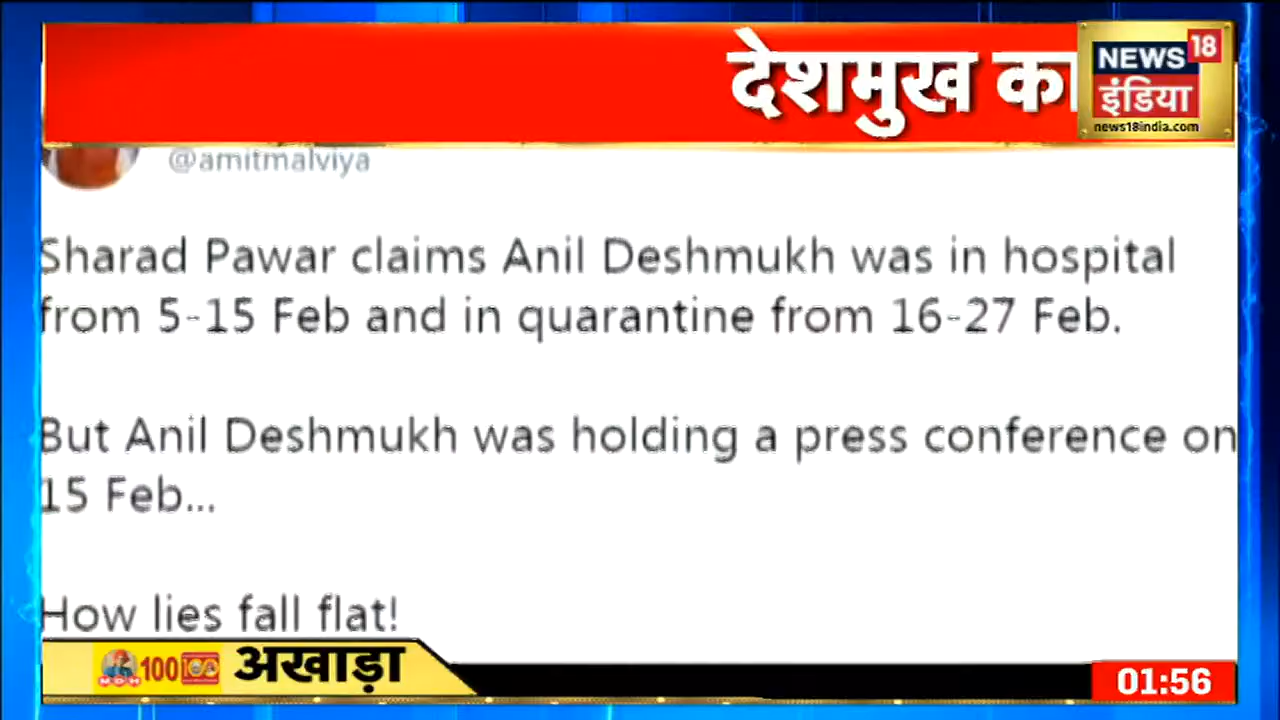 देशमुख का
NEWS 18
इंडिया
news18india.com
@amitmalviya
Sharad Pawar claims Anil Deshmukh was in hospital
from 5-15 Feb and in quarantine from 16-27 Feb.
But Anil Deshmukh was holding a press conference on
15 Feb...
How lies fall flat!
MDH 100 100 अखाड़ा
01:56